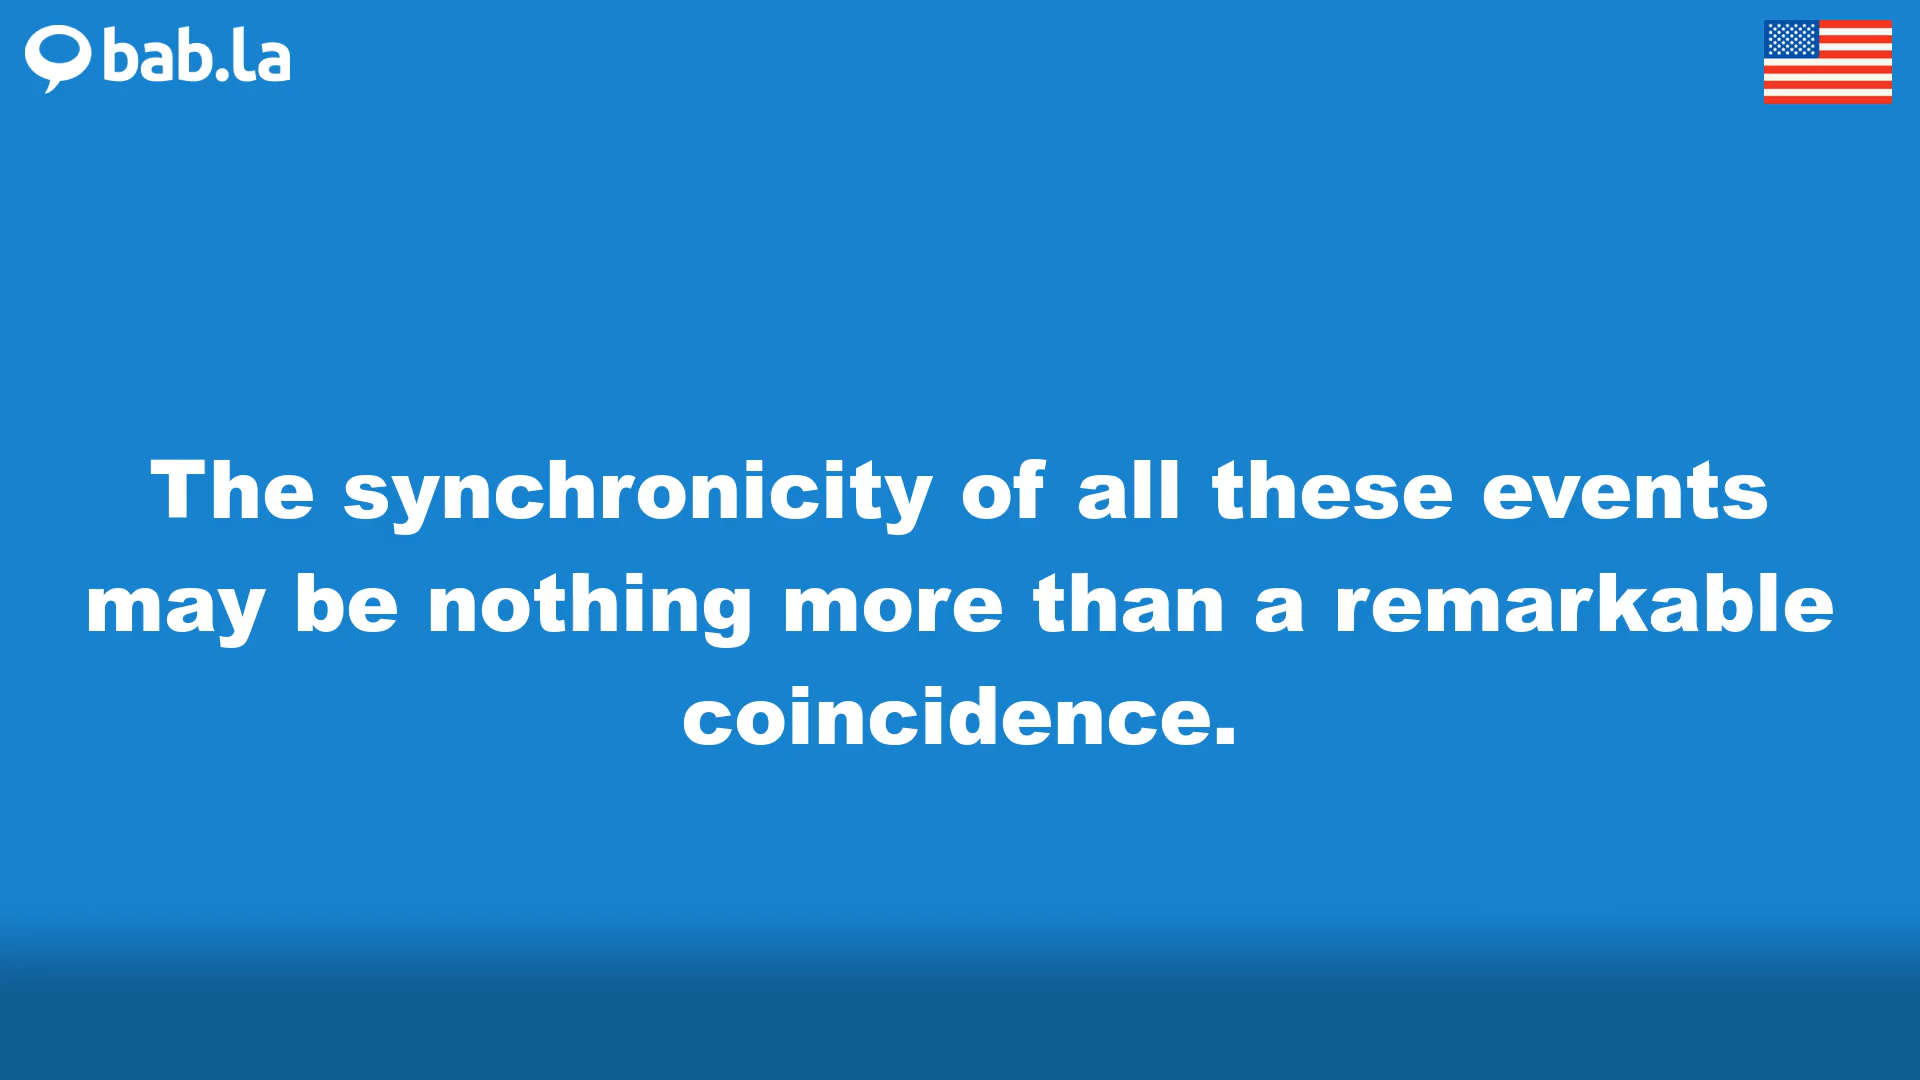 bab.la
The synchronicity of all these events
may be nothing more than a remarkable
coincidence.